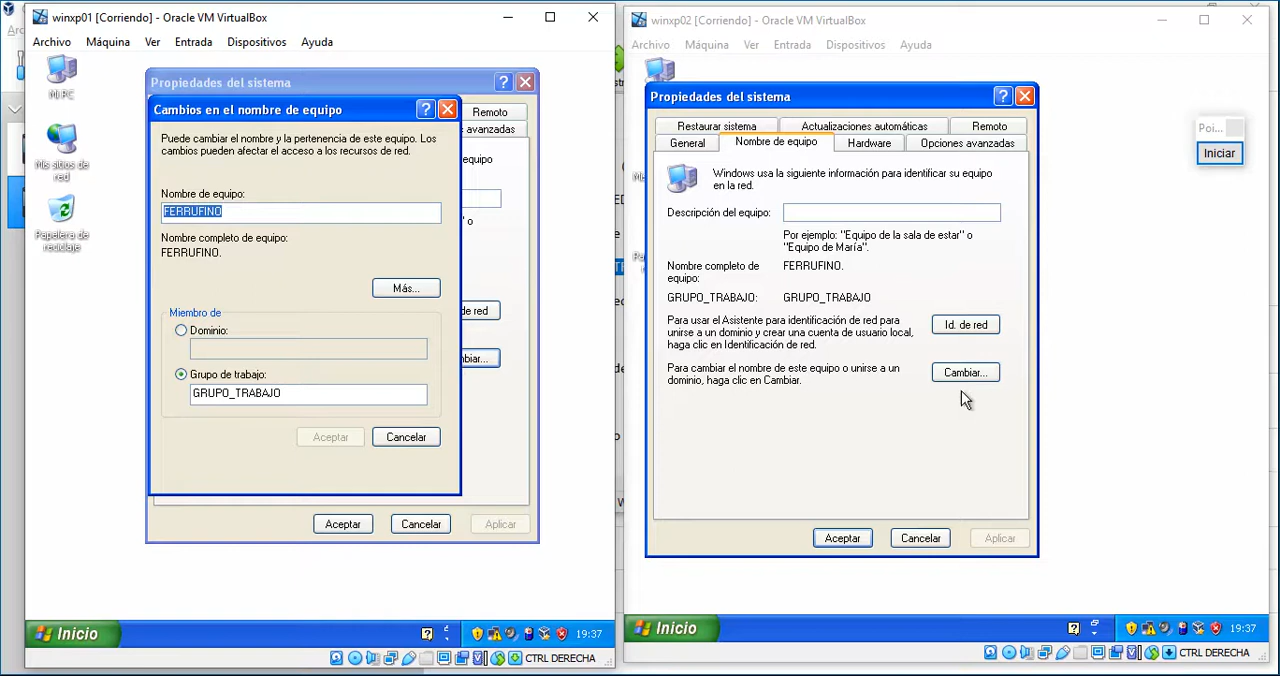 winxp01 [Corriendo] - Oracle VM VirtualBox
Archivo Máquina Ver Entrada Dispositivos Ayuda
Mi PC
Mis sitios de
red
Papelera de
reciclaje
Propiedades del sistema
Remoto
s avanzadas
equipo
" o
de red
mbiar...
Cambios en el nombre de equipo
Puede cambiar el nombre y la pertenencia de este equipo. Los
cambios pueden afectar el acceso a los recursos de red.
Nombre de equipo:
FERRUFINO
Nombre completo de equipo:
FERRUFINO.
Más...
Miembro de
Dominio:
Grupo de trabajo:
GRUPO_TRABAJO
Aceptar Cancelar
Aceptar Cancelar Aplicar
Inicio
19:37
CTRL DERECHA
winxp02 [Corriendo] - Oracle VM VirtualBox
Archivo Máquina Ver Entrada Dispositivos Ayuda
Propiedades del sistema
Restaurar sistema Actualizaciones automáticas Remoto
General Nombre de equipo Hardware Opciones avanzadas
Windows usa la siguiente información para identificar su equipo
en la red.
Descripción del equipo:
Por ejemplo: "Equipo de la sala de estar" o
"Equipo de María".
Nombre completo de FERRUFINO.
equipo:
GRUPO_TRABAJO: GRUPO_TRABAJO
Para usar el Asistente para identificación de red para
unirse a un dominio y crear una cuenta de usuario local,
haga clic en Identificación de red.
Id. de red
Para cambiar el nombre de este equipo o unirse a un
dominio, haga clic en Cambiar.
Cambiar...
Aceptar Cancelar Aplicar
Poi...
Iniciar
Inicio
19:37
CTRL DERECHA